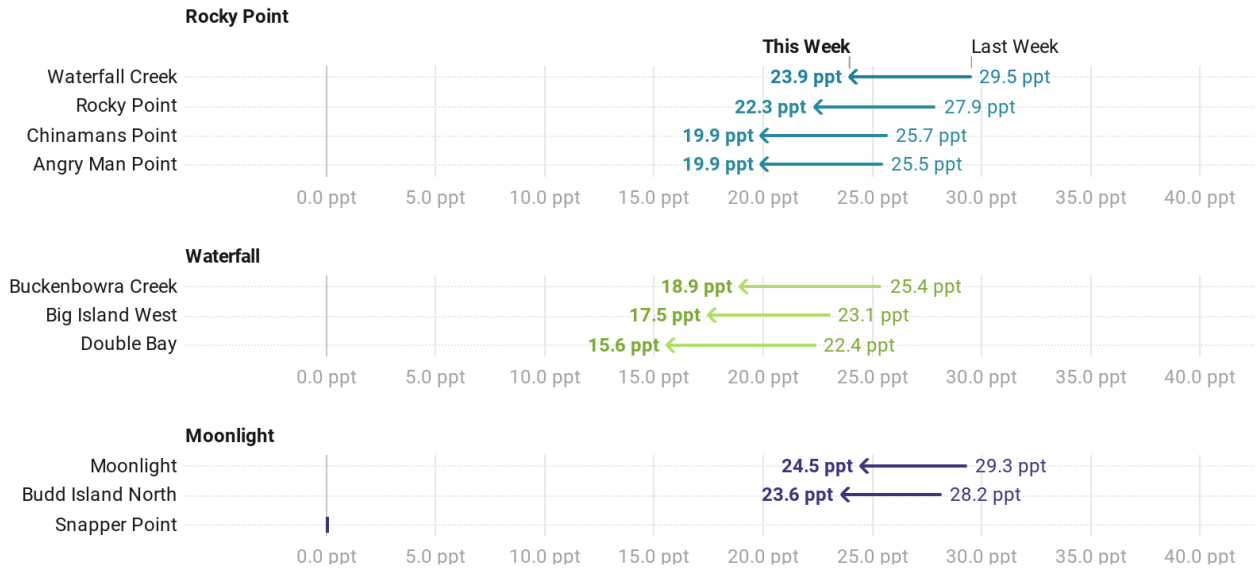 Rocky Point
This Week Last Week
Waterfall Creek 23.9 ppt 29.5 ppt
Rocky Point 22.3 ppt 27.9 ppt
Chinamans Point 19.9 ppt 25.7 ppt
Angry Man Point 19.9 ppt 25.5 ppt
0.0 ppt 5.0 ppt 10.0 ppt 15.0 ppt 20.0 ppt 25.0 ppt 30.0 ppt 35.0 ppt 40.0 ppt
Waterfall
Buckenbowra Creek 18.9 ppt 25.4 ppt
Big Island West 17.5 ppt 23.1 ppt
Double Bay 15.6 ppt 22.4 ppt
0.0 ppt 5.0 ppt 10.0 ppt 15.0 ppt 20.0 ppt 25.0 ppt 30.0 ppt 35.0 ppt 40.0 ppt
Moonlight
Moonlight 24.5 ppt 29.3 ppt
Budd Island North 23.6 ppt 28.2 ppt
Snapper Point
0.0 ppt 5.0 ppt 10.0 ppt 15.0 ppt 20.0 ppt 25.0 ppt 30.0 ppt 35.0 ppt 40.0 ppt